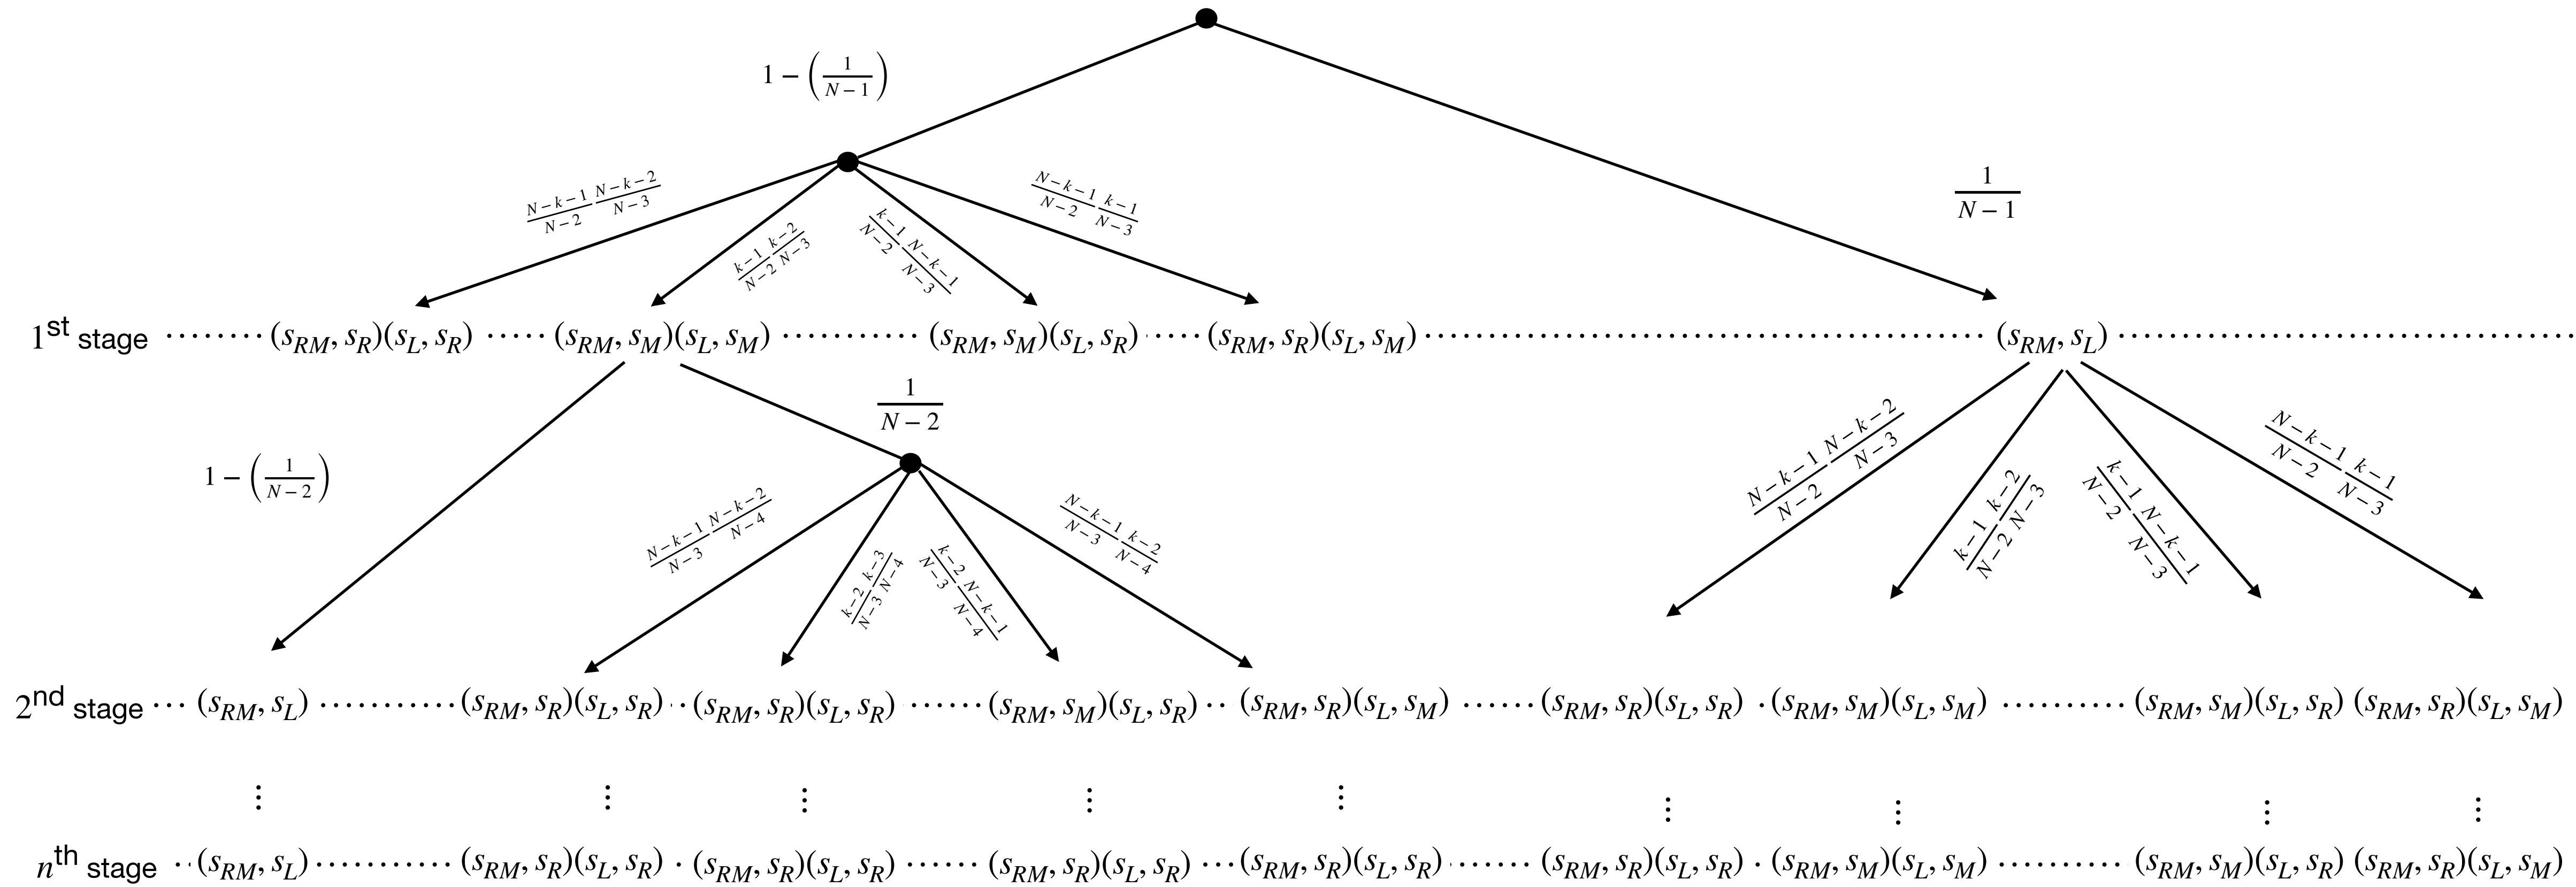 1 − (1/(N − 1))
1/(N − 1)
(N − k − 1)/(N − 2) (N − k − 2)/(N − 3)
(k − 1)/(N − 2) (k − 2)/(N − 3)
(k − 1)/(N − 2) (N − k − 1)/(N − 3)
(N − k − 1)/(N − 2) (k − 1)/(N − 3)
1st stage ········ (s_RM, s_R)(s_L, s_R) ····· (s_RM, s_M)(s_L, s_M) ············ (s_RM, s_M)(s_L, s_R) ····· (s_RM, s_R)(s_L, s_M) ················ (s_RM, s_L) ················
1 − (1/(N − 2))
1/(N − 2)
(N − k − 1)/(N − 3) (N − k − 2)/(N − 4)
(k − 2)/(N − 3) (k − 3)/(N − 4)
(k − 2)/(N − 3) (N − k − 1)/(N − 4)
(N − k − 1)/(N − 3) (k − 2)/(N − 4)
(N − k − 1)/(N − 2) (N − k − 2)/(N − 3)
(k − 1)/(N − 2) (k − 2)/(N − 3)
(k − 1)/(N − 2) (N − k − 1)/(N − 3)
(N − k − 1)/(N − 2) (k − 1)/(N − 3)
2nd stage ··· (s_RM, s_L) ··········· (s_RM, s_R)(s_L, s_R) ·· (s_RM, s_R)(s_L, s_R) ······ (s_RM, s_M)(s_L, s_R) ·· (s_RM, s_R)(s_L, s_M) ······ (s_RM, s_R)(s_L, s_R) · (s_RM, s_M)(s_L, s_M) ·········· (s_RM, s_M)(s_L, s_R) (s_RM, s_R)(s_L, s_M)
⋮ ⋮ ⋮ ⋮ ⋮ ⋮ ⋮ ⋮ ⋮
nth stage ·· (s_RM, s_L) ··········· (s_RM, s_R)(s_L, s_R) · (s_RM, s_R)(s_L, s_R) ······ (s_RM, s_R)(s_L, s_R) ··· (s_RM, s_R)(s_L, s_R) ······· (s_RM, s_R)(s_L, s_R) · (s_RM, s_M)(s_L, s_M) ·········· (s_RM, s_M)(s_L, s_R) (s_RM, s_R)(s_L, s_M)